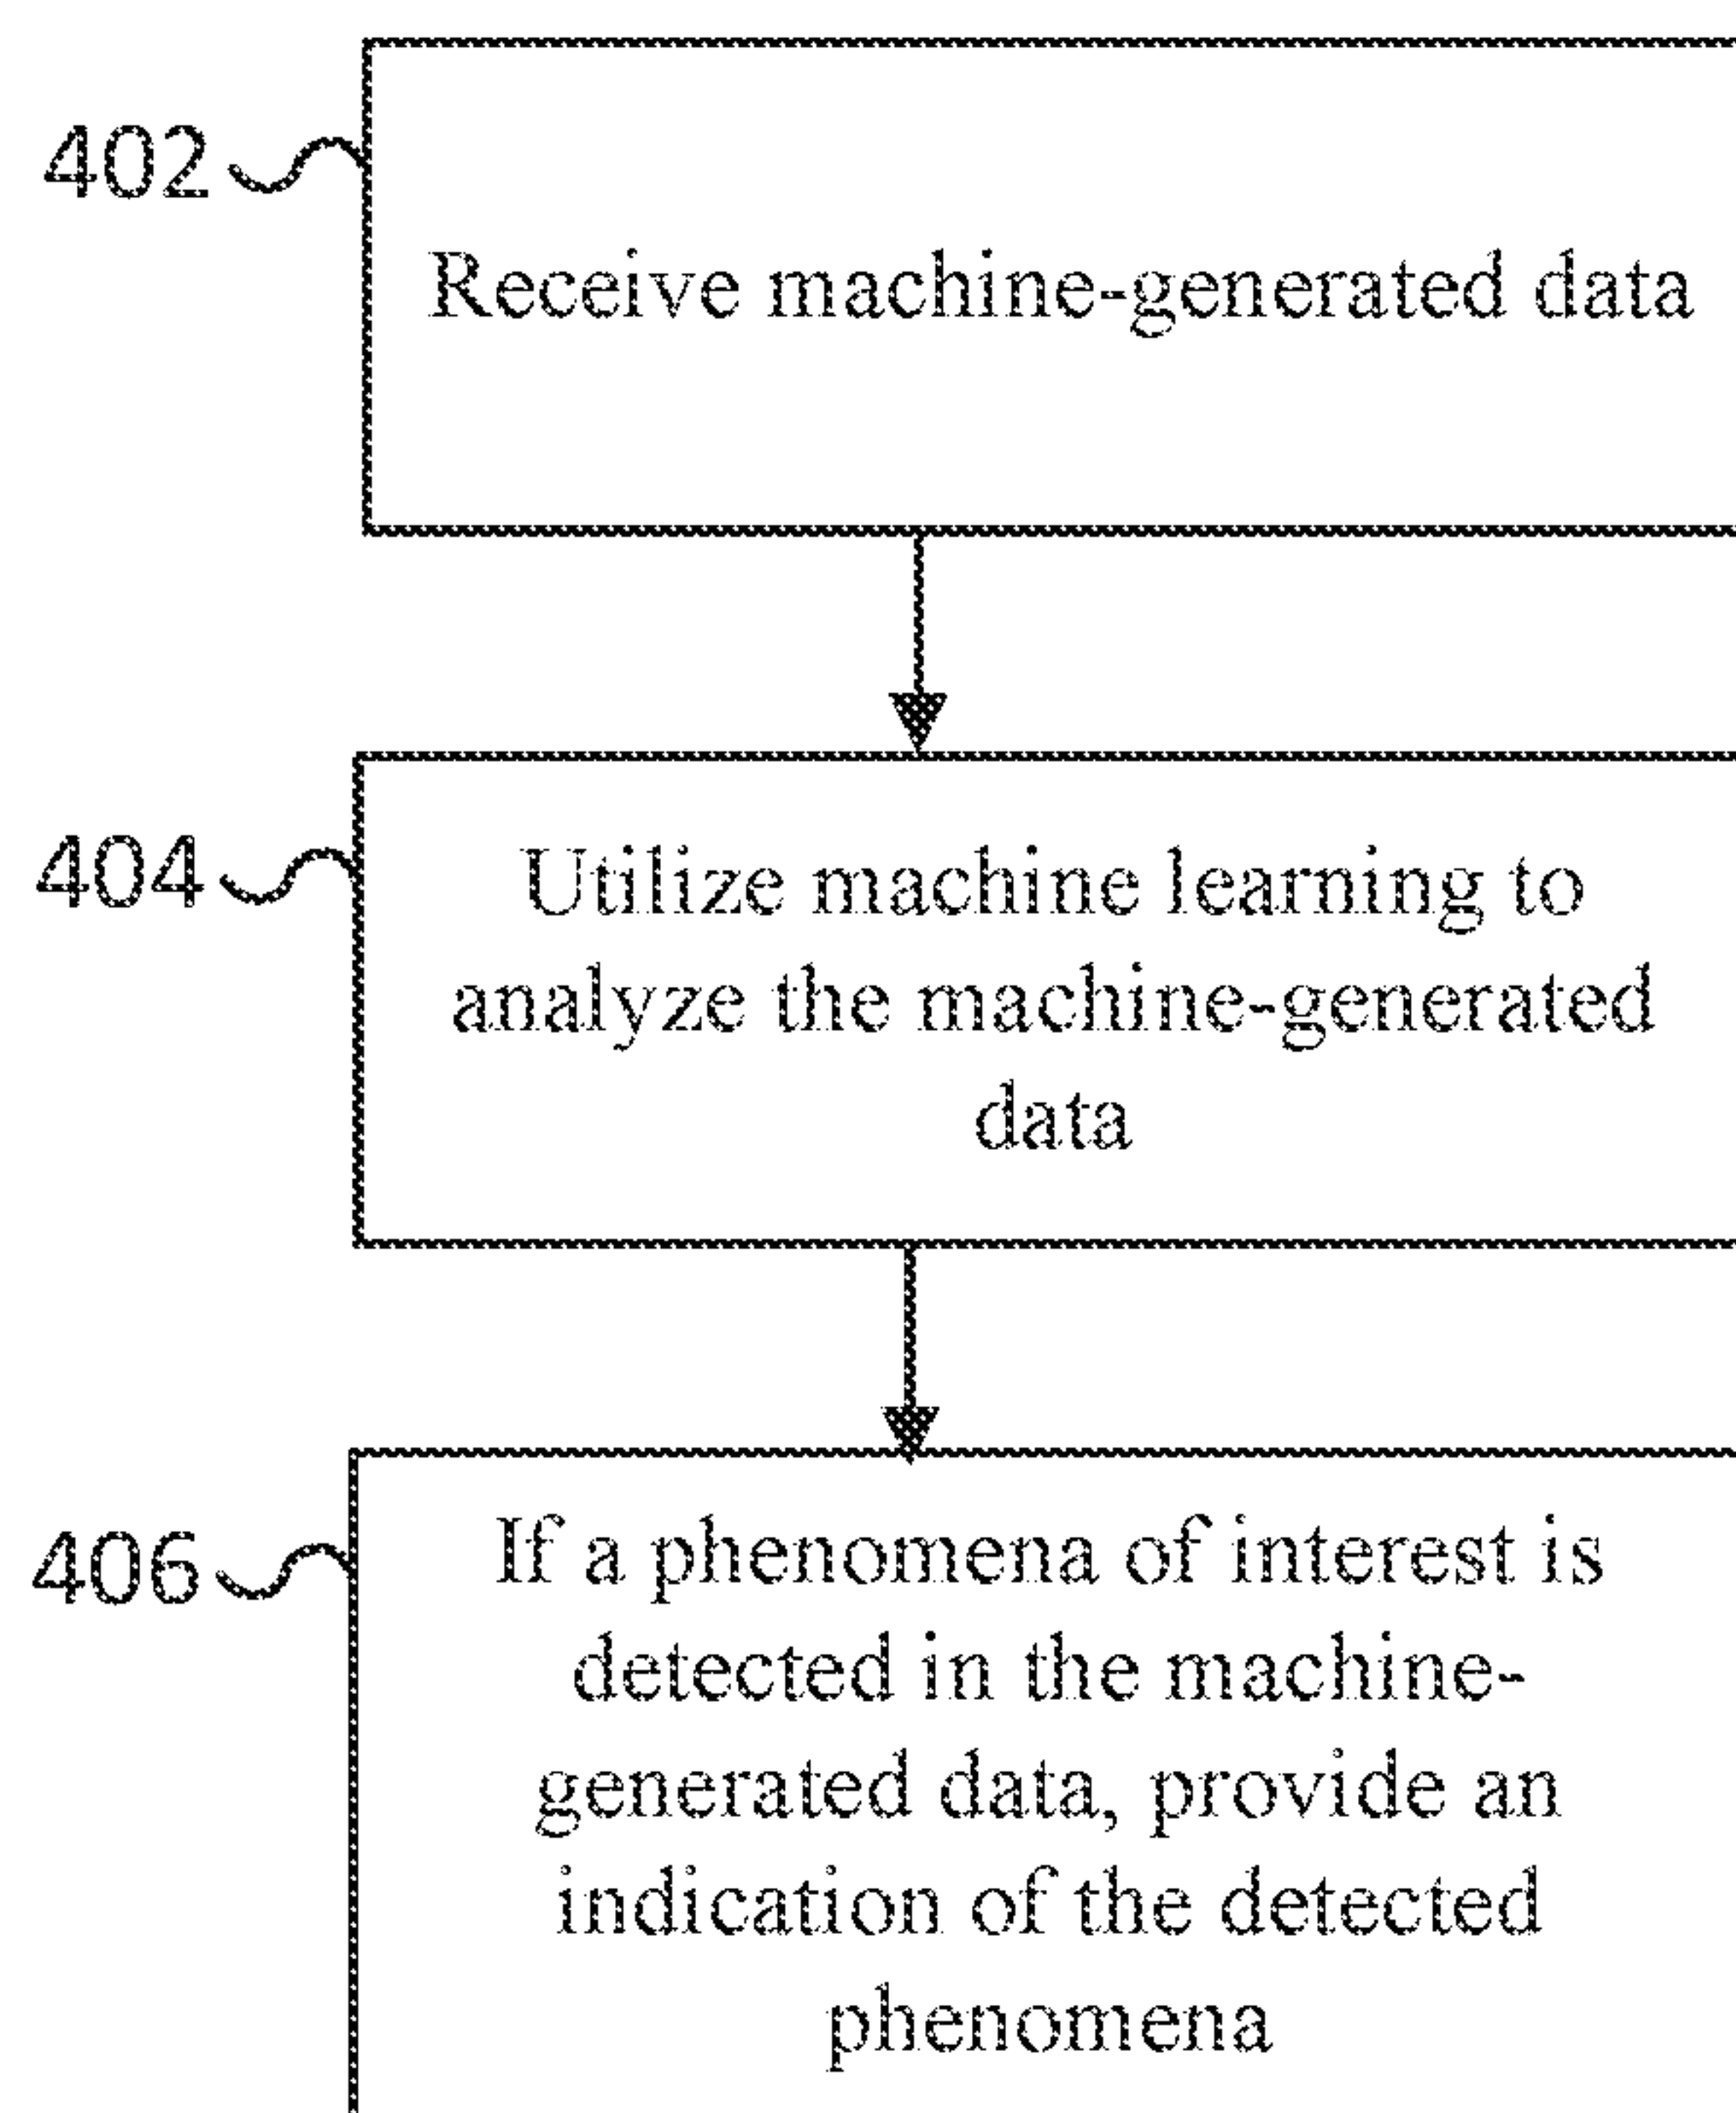 402
Receive machine-generated data
404
Utilize machine learning to
analyze the machine-generated
data
406
If a phenomena of interest is
detected in the machine-
generated data, provide an
indication of the detected
phenomena